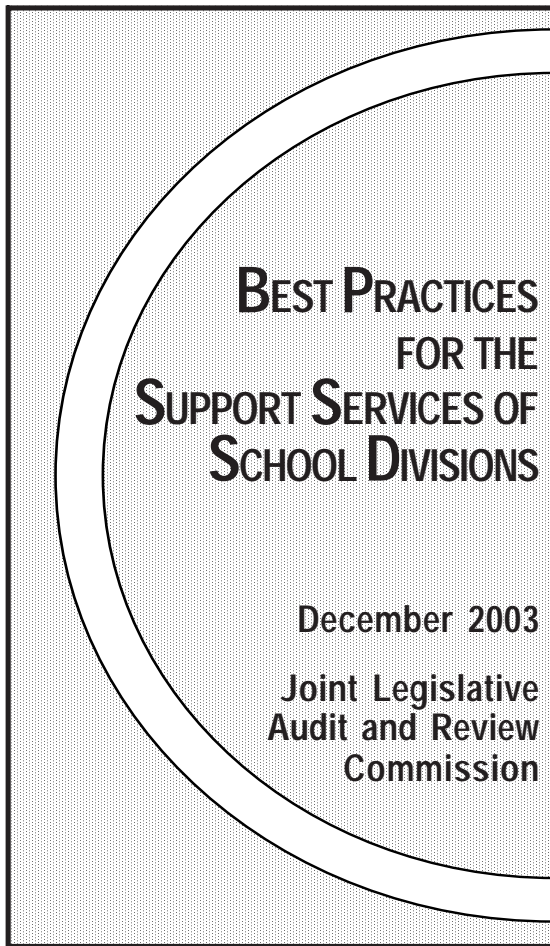 BEST PRACTICES
FOR THE
SUPPORT SERVICES OF
SCHOOL DIVISIONS
December 2003
Joint Legislative
Audit and Review
Commission